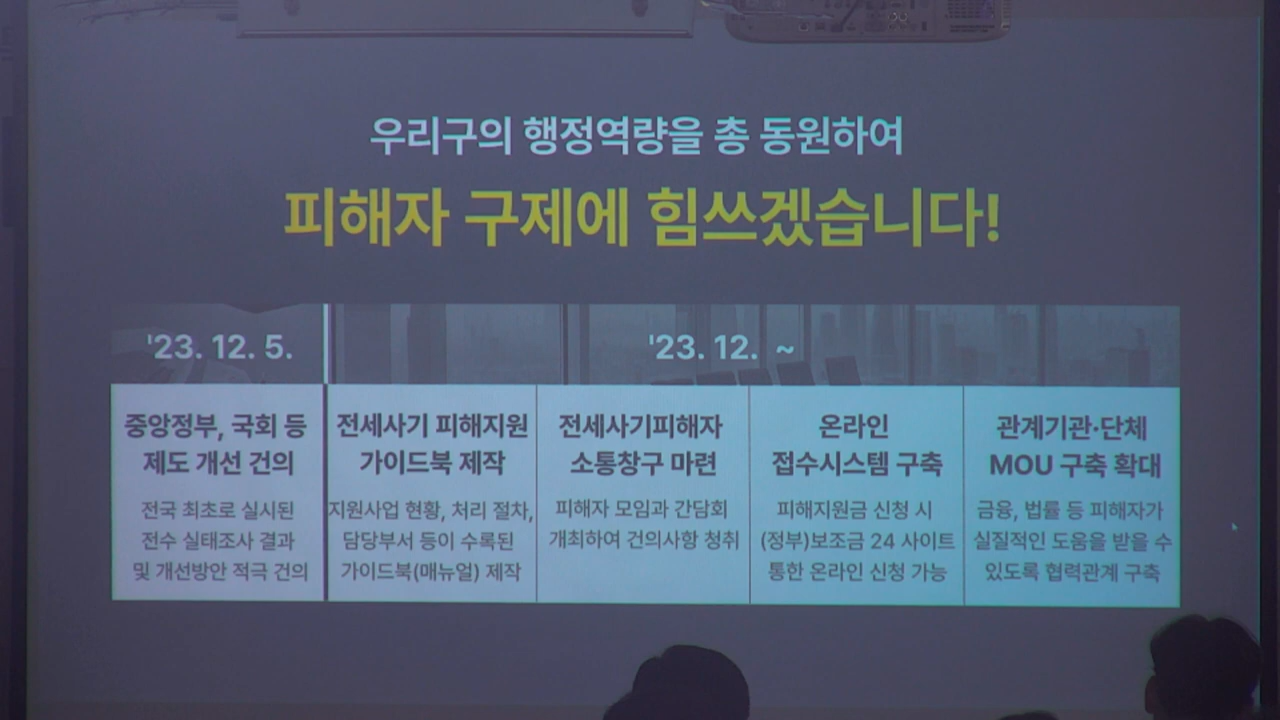 우리구의 행정역량을 총 동원하여
피해자 구제에 힘쓰겠습니다!
'23. 12. 5.
'23. 12. ~
중앙정부, 국회 등
제도 개선 건의
전국 최초로 실시된
전수 실태조사 결과
및 개선방안 적극 건의
전세사기 피해지원
가이드북 제작
지원사업 현황, 처리 절차,
담당부서 등이 수록된
가이드북(매뉴얼) 제작
전세사기피해자
소통창구 마련
피해자 모임과 간담회
개최하여 건의사항 청취
온라인
접수시스템 구축
피해지원금 신청 시
(정부)보조금 24 사이트
통한 온라인 신청 가능
관계기관·단체
MOU 구축 확대
금융, 법률 등 피해자가
실질적인 도움을 받을 수
있도록 협력관계 구축